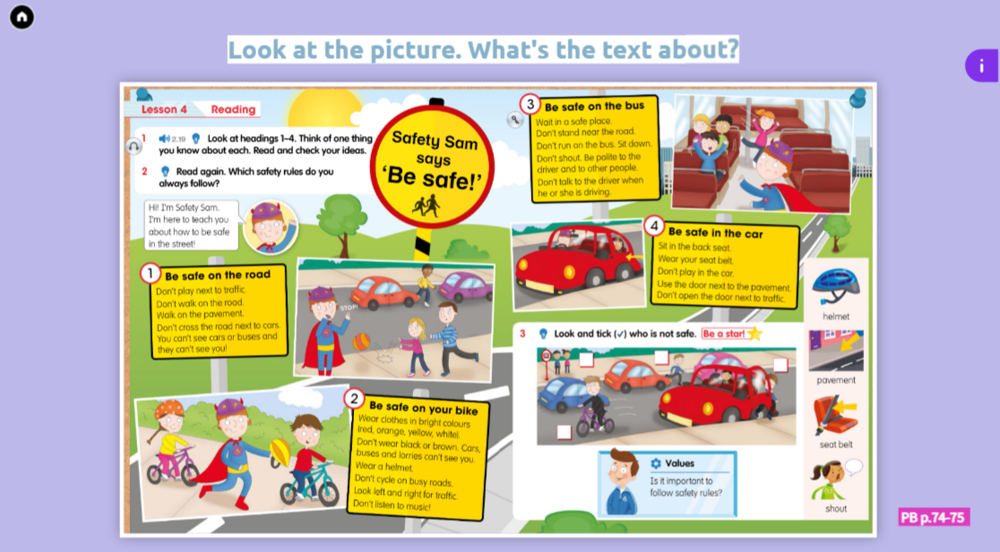 Look at the picture. What's the text about?
i
Lesson 4 Reading
1 2.19 Look at headings 1–4. Think of one thing
you know about each. Read and check your ideas.
2 Read again. Which safety rules do you
always follow?
Hi! I'm Safety Sam.
I'm here to teach you
about how to be safe
in the street!
Safety Sam
says
'Be safe!'
1 Be safe on the road
Don't play next to traffic.
Don't walk on the road.
Walk on the pavement.
Don't cross the road next to cars.
You can't see cars or buses and
they can't see you!
STOP!
2 Be safe on your bike
Wear clothes in bright colours
(red, orange, yellow, white).
Don't wear black or brown. Cars,
buses and lorries can't see you.
Wear a helmet.
Don't cycle on busy roads.
Look left and right for traffic.
Don't listen to music!
3 Be safe on the bus
Wait in a safe place.
Don't stand near the road.
Don't run on the bus. Sit down.
Don't shout. Be polite to the
driver and to other people.
Don't talk to the driver when
he or she is driving.
4 Be safe in the car
Sit in the back seat.
Wear your seat belt.
Don't play in the car.
Use the door next to the pavement.
Don't open the door next to traffic.
3 Look and tick (✓) who is not safe. Be a star!
Values
Is it important to
follow safety rules?
helmet
pavement
seat belt
shout
PB p.74-75